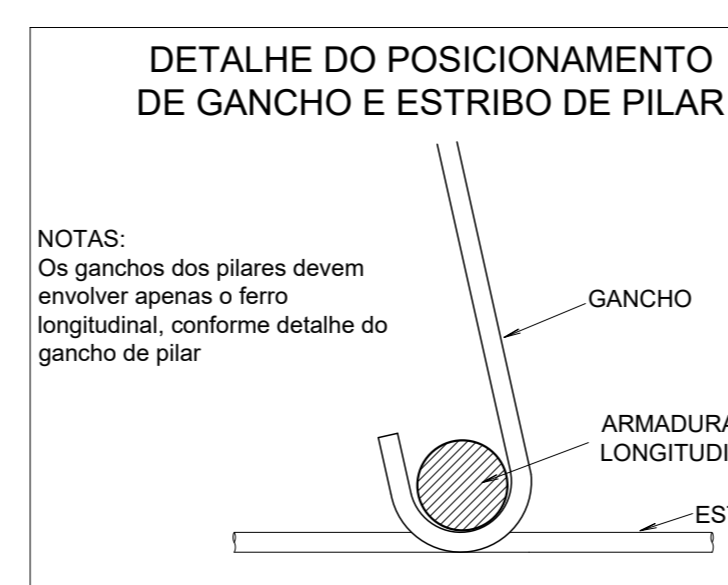 DETALHE DO POSICIONAMENTO
DE GANCHO E ESTRIBO DE PILAR
NOTAS:
Os ganchos dos pilares devem
envolver apenas o ferro
longitudinal, conforme detalhe do
gancho de pilar
GANCHO
ARMADURA